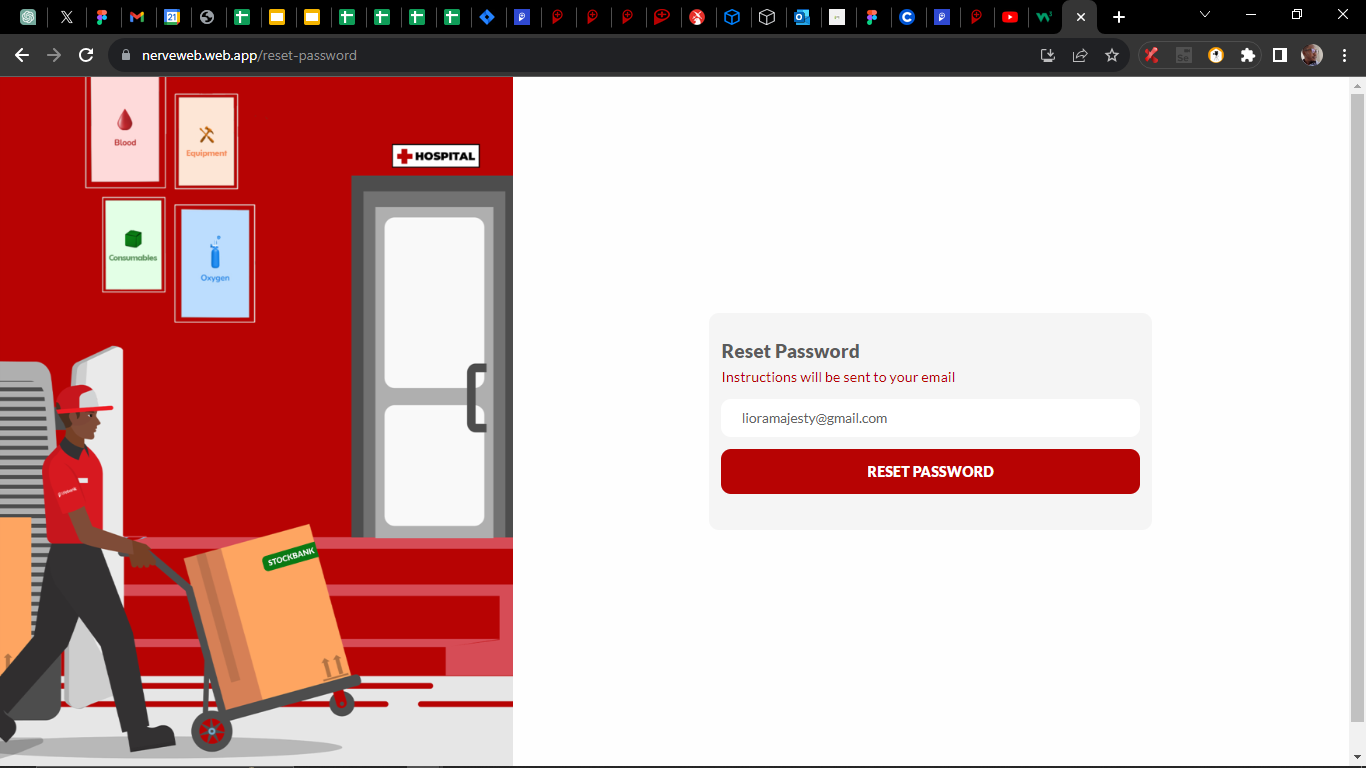 nerveweb.web.app/reset-password
Blood
Equipment
HOSPITAL
Consumables
Oxygen
Reset Password
Instructions will be sent to your email
lioramajesty@gmail.com
RESET PASSWORD
STOCKBANK